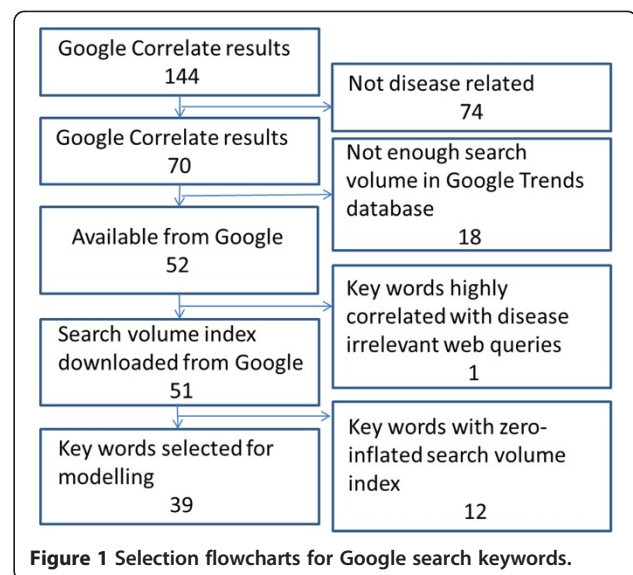 Google Correlate results
144
Not disease related
74
Google Correlate results
70
Not enough search
volume in Google Trends
database
18
Available from Google
52
Key words highly
correlated with disease
irrelevant web queries
1
Search volume index
downloaded from Google
51
Key words with zero-
inflated search volume
index
12
Key words selected for
modelling
39
Figure 1 Selection flowcharts for Google search keywords.